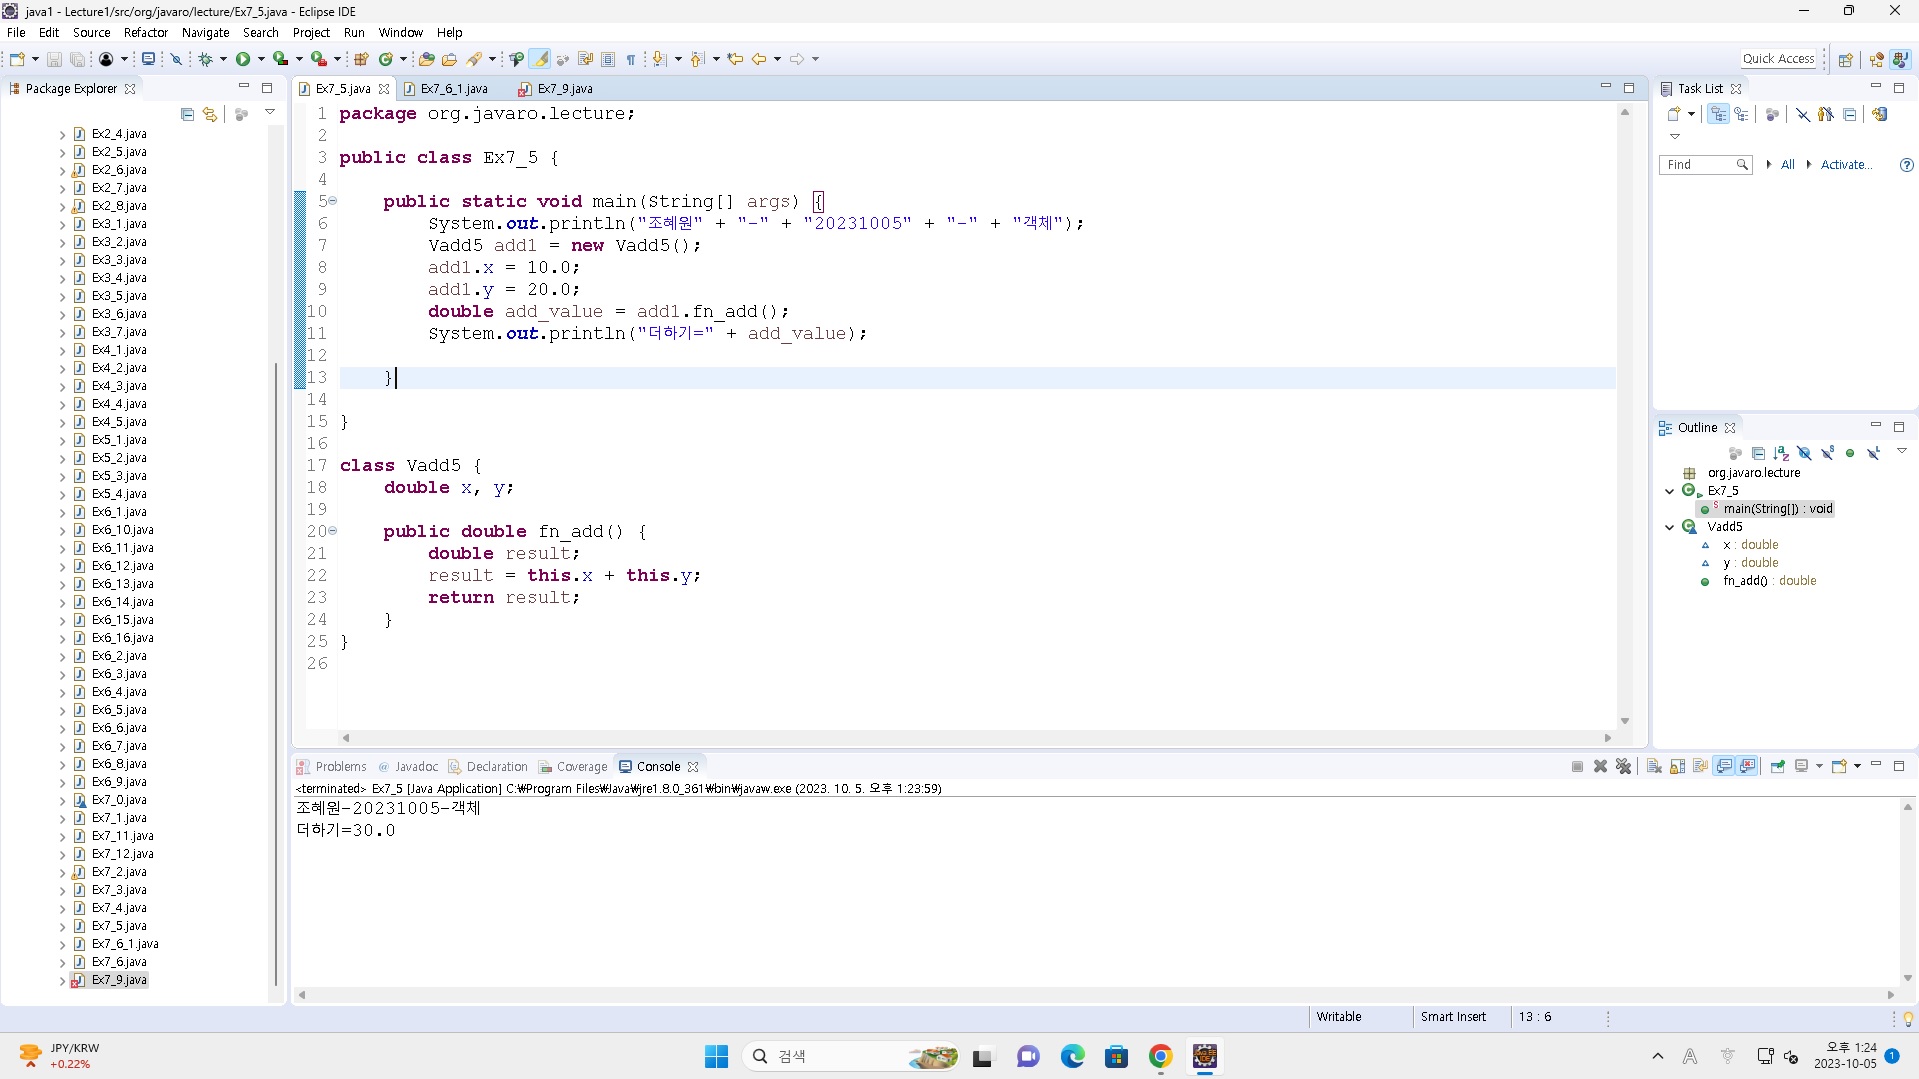 java1 - Lecture1/src/org/javaro/lecture/Ex7_5.java - Eclipse IDE
File Edit Source Refactor Navigate Search Project Run Window Help
Quick Access
Package Explorer
Ex2_4.java
Ex2_5.java
Ex2_6.java
Ex2_7.java
Ex2_8.java
Ex3_1.java
Ex3_2.java
Ex3_3.java
Ex3_4.java
Ex3_5.java
Ex3_6.java
Ex3_7.java
Ex4_1.java
Ex4_2.java
Ex4_3.java
Ex4_4.java
Ex4_5.java
Ex5_1.java
Ex5_2.java
Ex5_3.java
Ex5_4.java
Ex6_1.java
Ex6_10.java
Ex6_11.java
Ex6_12.java
Ex6_13.java
Ex6_14.java
Ex6_15.java
Ex6_16.java
Ex6_2.java
Ex6_3.java
Ex6_4.java
Ex6_5.java
Ex6_6.java
Ex6_7.java
Ex6_8.java
Ex6_9.java
Ex7_0.java
Ex7_1.java
Ex7_11.java
Ex7_12.java
Ex7_2.java
Ex7_3.java
Ex7_4.java
Ex7_5.java
Ex7_6_1.java
Ex7_6.java
Ex7_9.java
Ex7_5.java Ex7_6_1.java Ex7_9.java
1 package org.javaro.lecture;
2
3 public class Ex7_5 {
4
5 public static void main(String[] args) {
6 System.out.println("조혜원" + "-" + "20231005" + "-" + "객체");
7 Vadd5 add1 = new Vadd5();
8 add1.x = 10.0;
9 add1.y = 20.0;
10 double add_value = add1.fn_add();
11 System.out.println("더하기=" + add_value);
12
13 }
14
15 }
16
17 class Vadd5 {
18 double x, y;
19
20 public double fn_add() {
21 double result;
22 result = this.x + this.y;
23 return result;
24 }
25 }
26
Problems @ Javadoc Declaration Coverage Console
<terminated> Ex7_5 [Java Application] C:₩Program Files₩Java₩jre1.8.0_361₩bin₩javaw.exe (2023. 10. 5. 오후 1:23:59)
조혜원-20231005-객체
더하기=30.0
Task List
Find All Activate...
Outline
org.javaro.lecture
Ex7_5
main(String[]) : void
Vadd5
x : double
y : double
fn_add() : double
Writable Smart Insert 13 : 6
JPY/KRW
+0.22%
검색
A
오후 1:24
2023-10-05
1